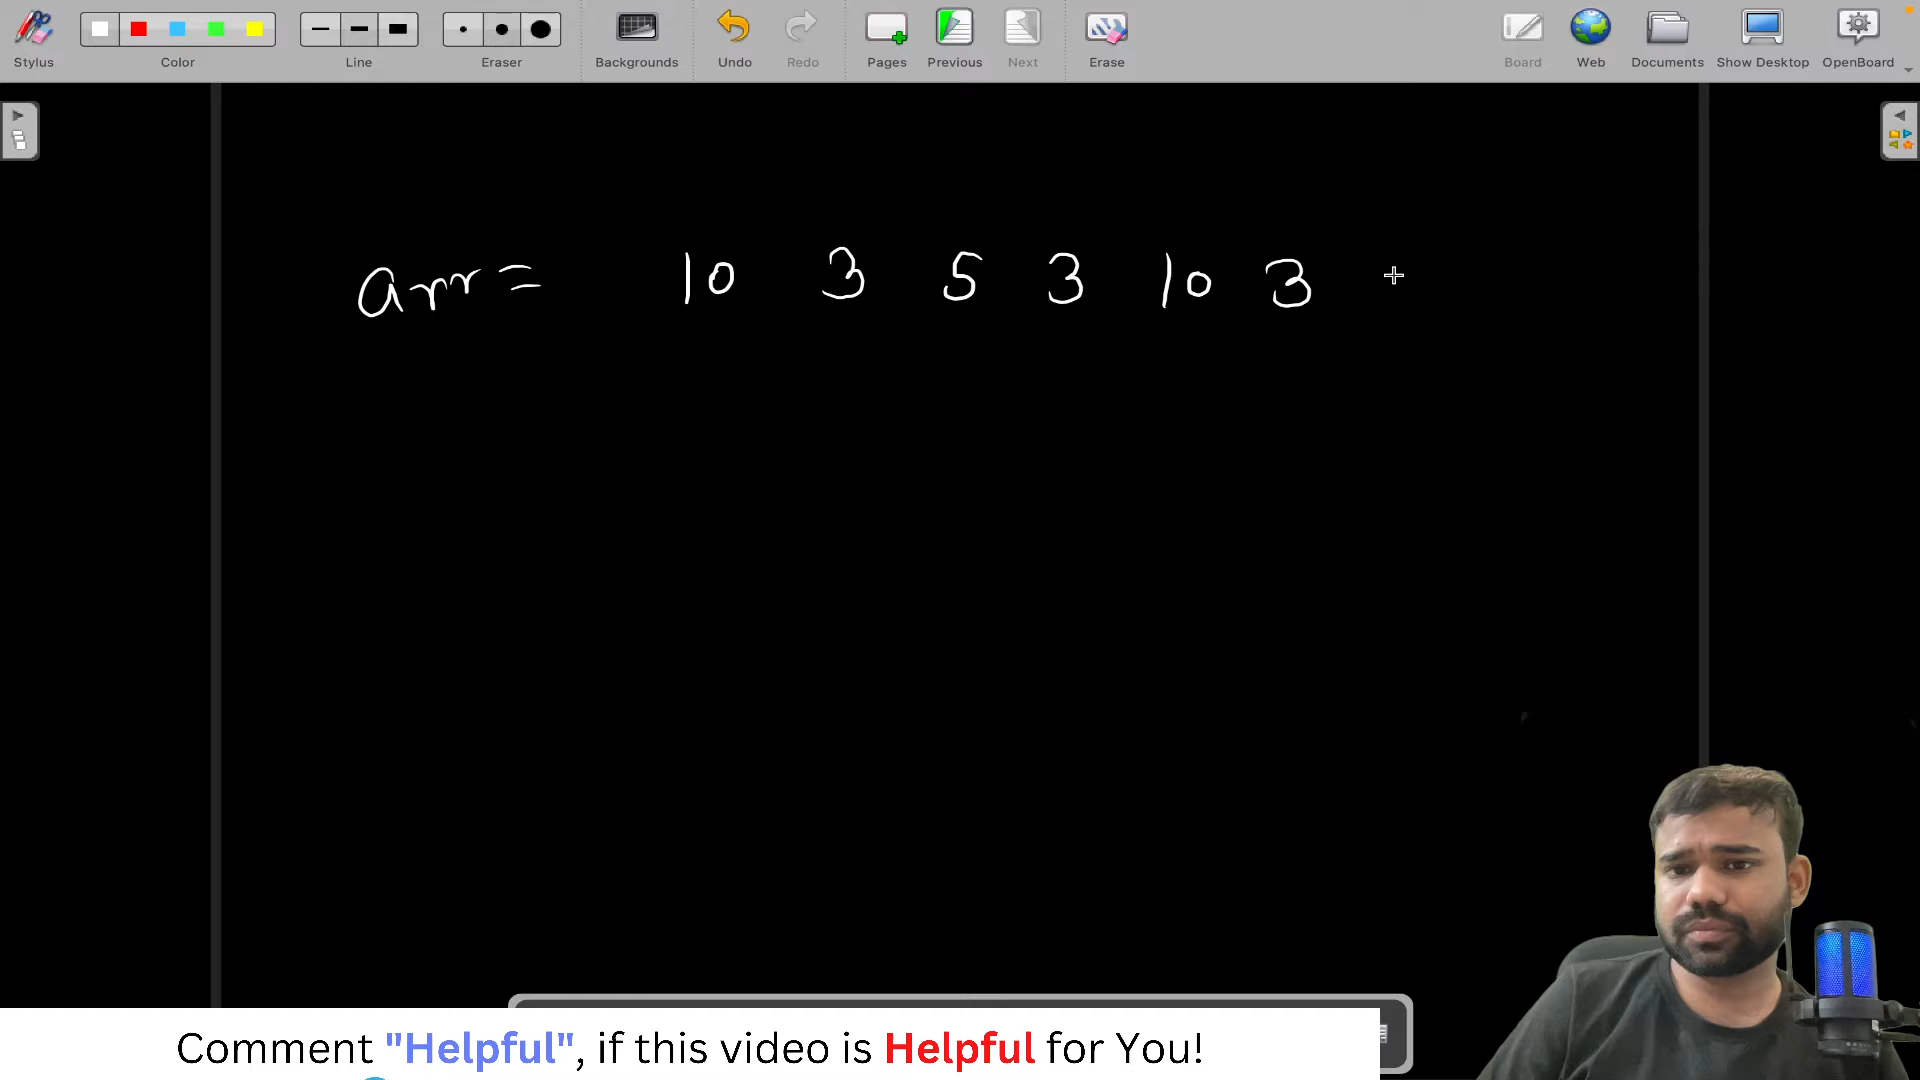 Stylus Color Line Eraser Backgrounds Undo Redo Pages Previous Next Erase Board Web Documents Show Desktop OpenBoard
arr = 10 3 5 3 10 3
Comment "Helpful", if this video is Helpful for You!